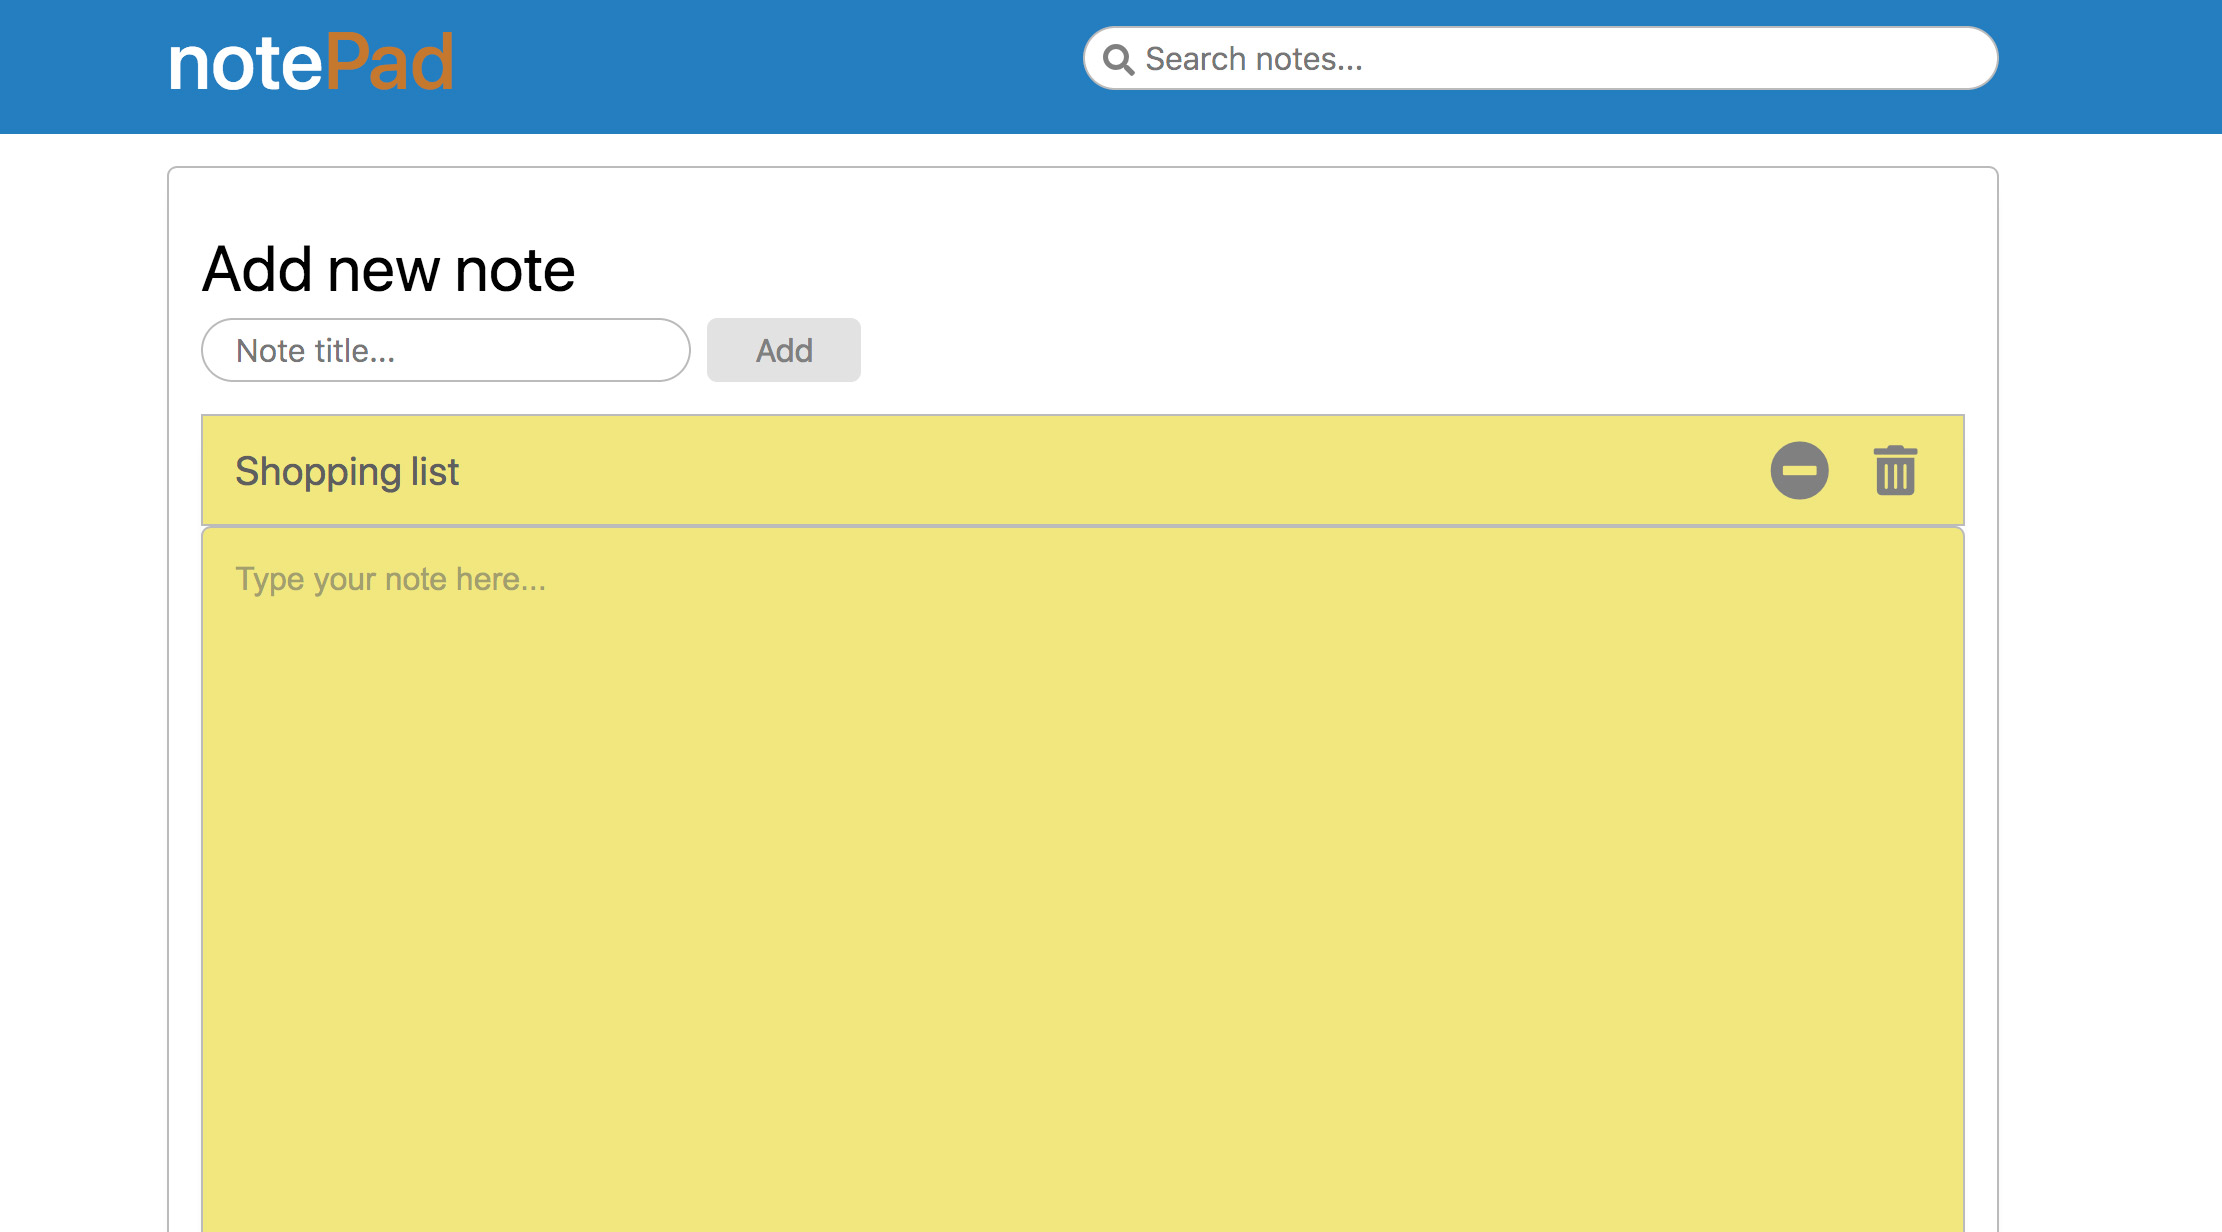 notePad
Search notes...
Add new note
Note title...
Add
Shopping list
Type your note here...